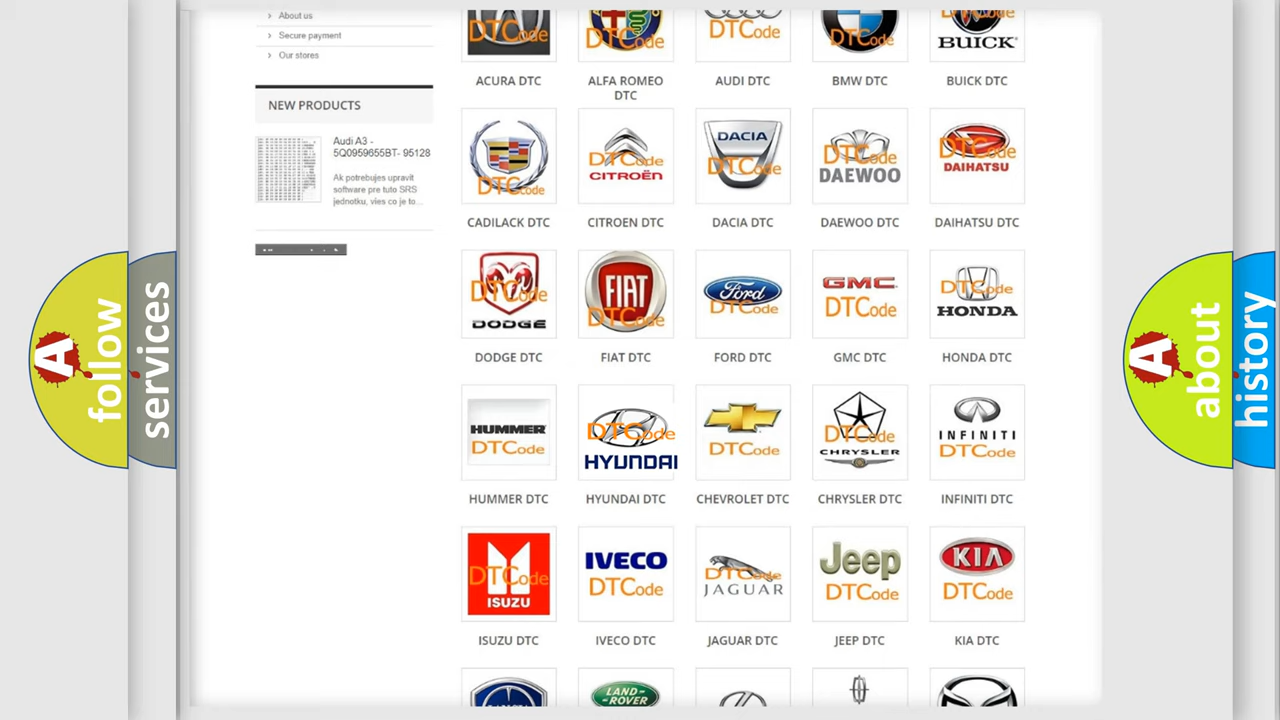 About us
Secure payment
Our stores
NEW PRODUCTS
Audi A3 -
5Q0959655BT- 95128
Ak potrebujes upravit
software pre tuto SRS
jednotku, vies co je to...
DTCode
DTCode
DTCode
DTCode
BUICK
ACURA DTC
ALFA ROMEO
DTC
AUDI DTC
BMW DTC
BUICK DTC
DTCode
DTCode
CITROËN
DACIA
DTCode
DTCode
DAEWOO
DTCode
DAIHATSU
CADILACK DTC
CITROEN DTC
DACIA DTC
DAEWOO DTC
DAIHATSU DTC
DTCode
DODGE
FIAT
DTCode
Ford
DTCode
GMC
DTCode
DTCode
HONDA
DODGE DTC
FIAT DTC
FORD DTC
GMC DTC
HONDA DTC
HUMMER
DTCode
DTCode
HYUNDAI
DTCode
DTCode
CHRYSLER
INFINITI
DTCode
HUMMER DTC
HYUNDAI DTC
CHEVROLET DTC
CHRYSLER DTC
INFINITI DTC
DTCode
ISUZU
IVECO
DTCode
DTCode
JAGUAR
Jeep
DTCode
KIA
DTCode
ISUZU DTC
IVECO DTC
JAGUAR DTC
JEEP DTC
KIA DTC
LAND-
ROVER
A
follow
services
A
about
history